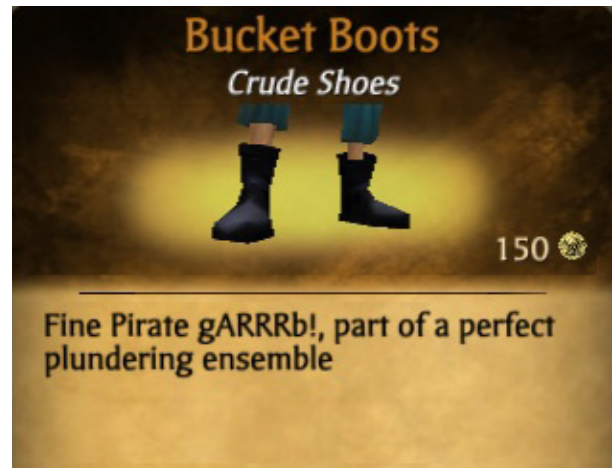 Bucket Boots
Crude Shoes
150
Fine Pirate gARRRb!, part of a perfect
plundering ensemble